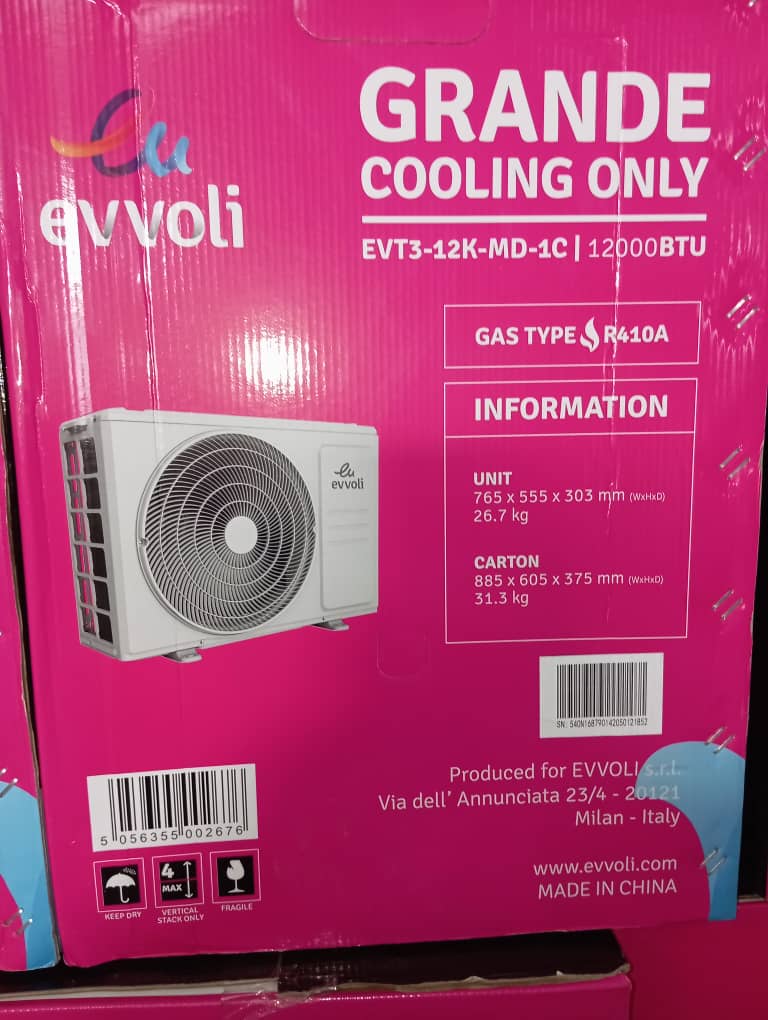 evvoli
GRANDE
COOLING ONLY
EVT3-12K-MD-1C | 12000BTU
GAS TYPE R410A
INFORMATION
UNIT
765 x 555 x 303 mm (WxHxD)
26.7 kg
CARTON
885 x 605 x 375 mm (WxHxD)
31.3 kg
evvoli
SN: 540N168790142050121852
5 056355 002676
4
MAX
KEEP DRY
VERTICAL
STACK ONLY
FRAGILE
Produced for EVVOLI s.r.l.
Via dell' Annunciata 23/4 - 20121
Milan - Italy
www.evvoli.com
MADE IN CHINA